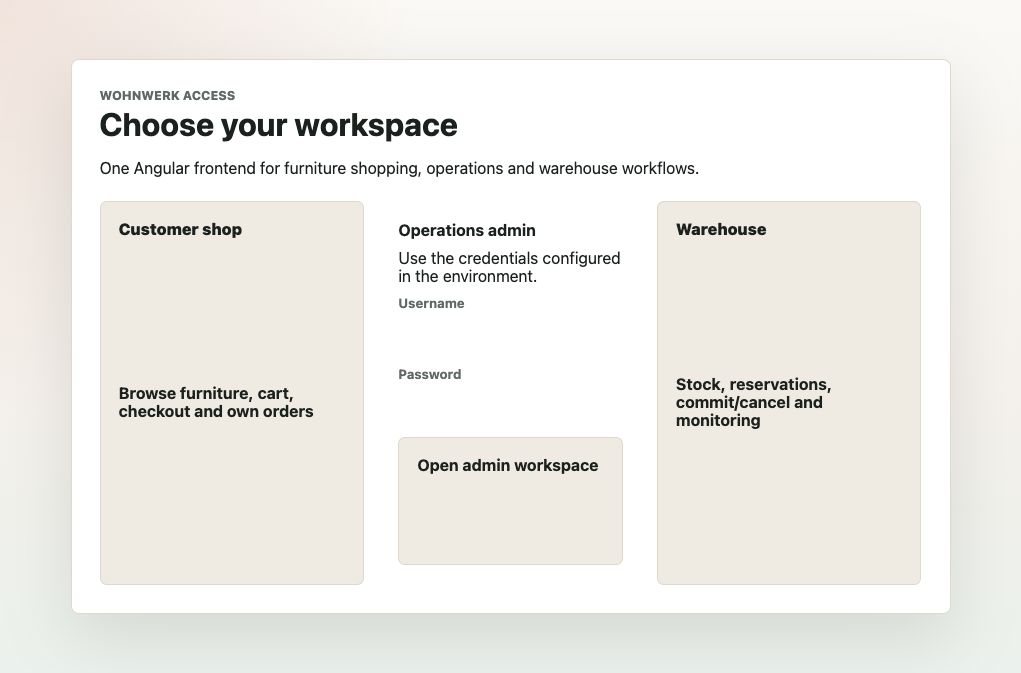 WOHNWERK ACCESS
Choose your workspace
One Angular frontend for furniture shopping, operations and warehouse workflows.
Customer shop
Browse furniture, cart,
checkout and own orders
Operations admin
Use the credentials configured
in the environment.
Username
Password
Open admin workspace
Warehouse
Stock, reservations,
commit/cancel and
monitoring